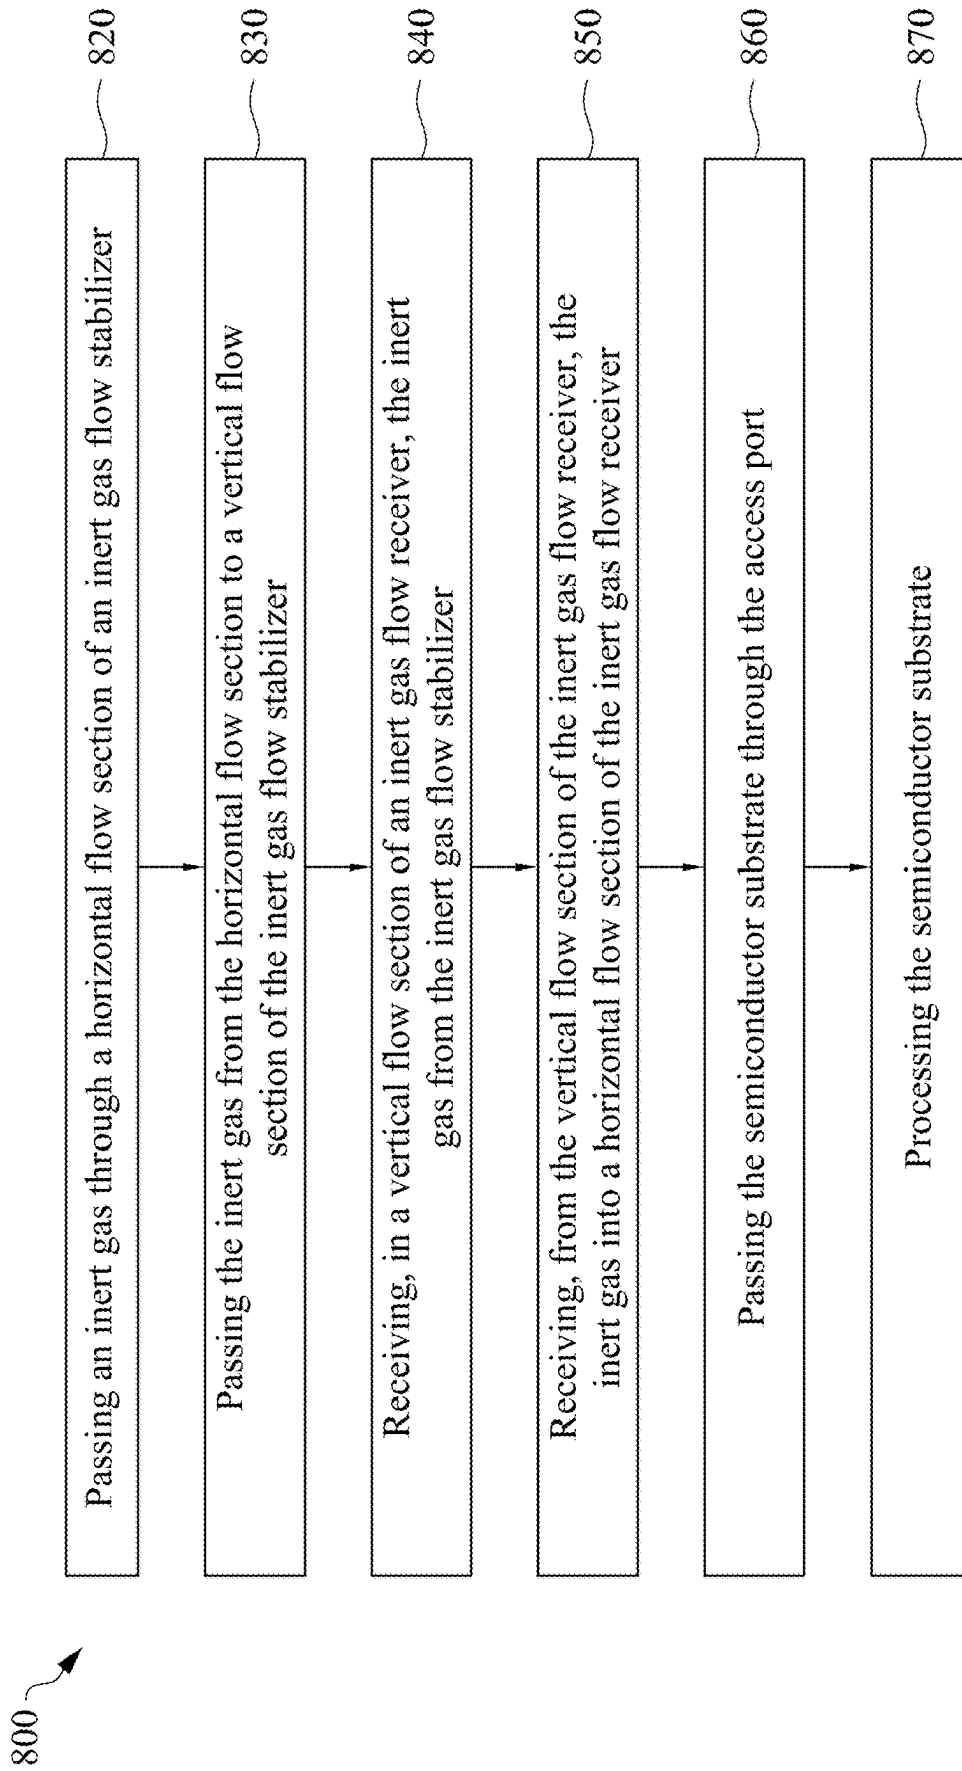 800
Passing an inert gas through a horizontal flow section of an inert gas flow stabilizer
820
Passing the inert gas from the horizontal flow section to a vertical flow
section of the inert gas flow stabilizer
830
Receiving, in a vertical flow section of an inert gas flow receiver, the inert
gas from the inert gas flow stabilizer
840
Receiving, from the vertical flow section of the inert gas flow receiver, the
inert gas into a horizontal flow section of the inert gas flow receiver
850
Passing the semiconductor substrate through the access port
860
Processing the semiconductor substrate
870